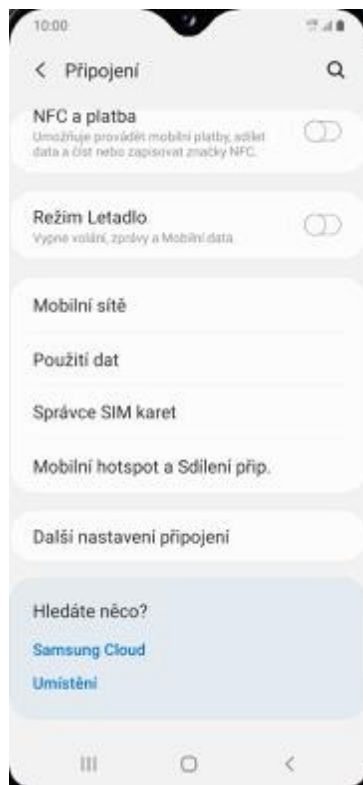 10:00
Připojení
NFC a platba
Umožňuje provádět mobilní platby, sdílet
data a číst nebo zapisovat značky NFC.
Režim Letadlo
Vypne volání, zprávy a Mobilní data.
Mobilní sítě
Použití dat
Správce SIM karet
Mobilní hotspot a Sdílení přip.
Další nastavení připojení
Hledáte něco?
Samsung Cloud
Umístění